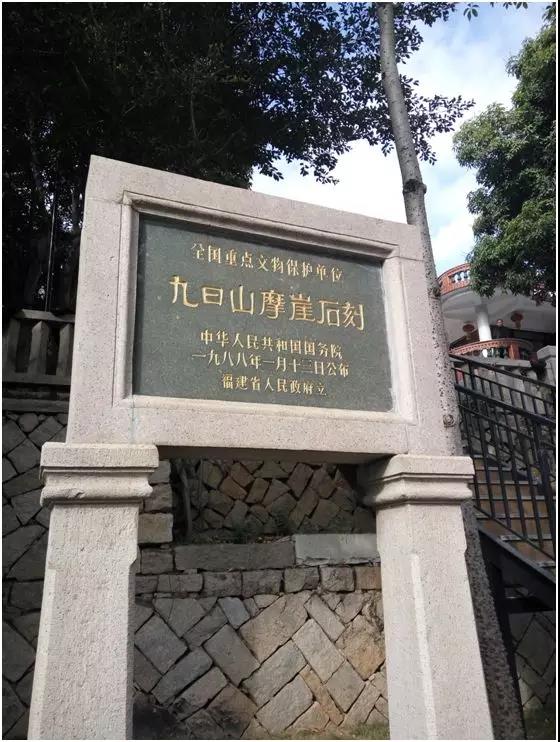 全国重点文物保护单位
九日山摩崖石刻
中华人民共和国国务院
一九八八年一月十三日公布
福建省人民政府立